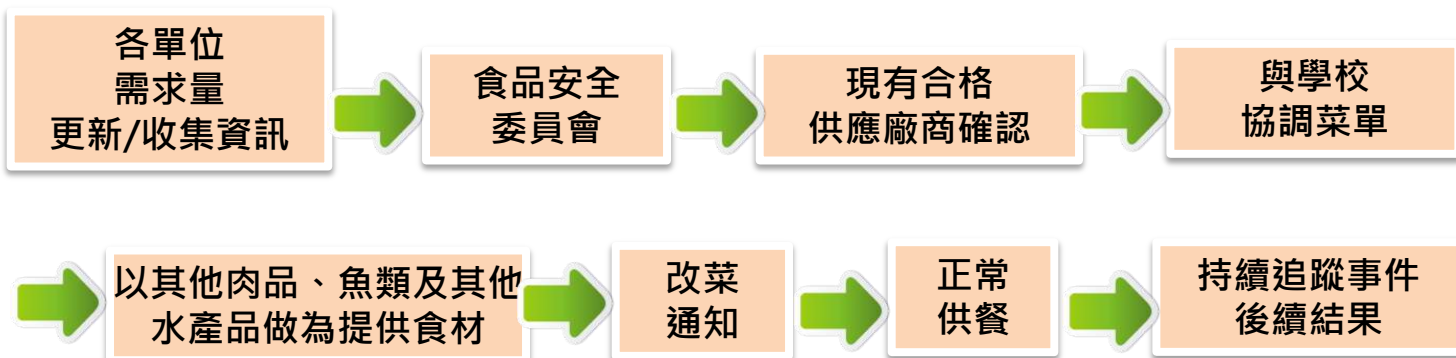 各單位
需求量
更新/收集資訊
食品安全
委員會
現有合格
供應廠商確認
與學校
協調菜單
以其他肉品、魚類及其他
水產品做為提供食材
改菜
通知
正常
供餐
持續追蹤事件
後續結果